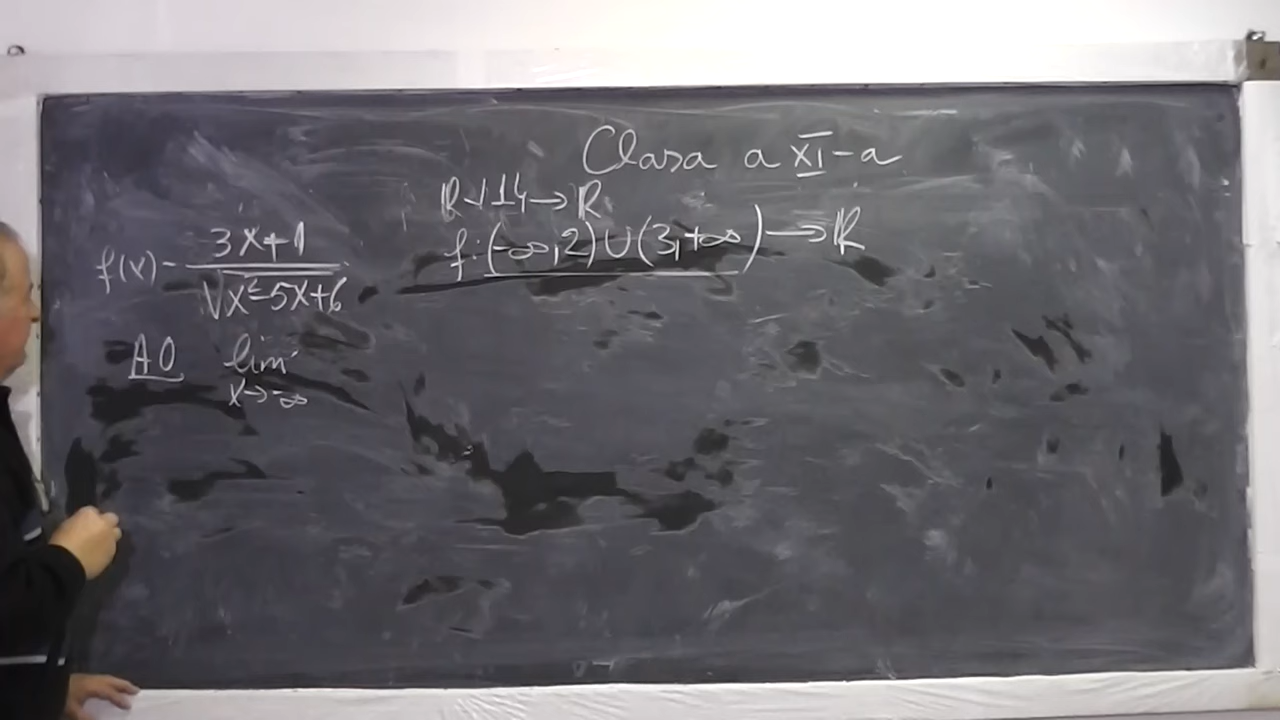 Clasa a XI-a
R\{1}→R
f:(-∞,2)∪(3,+∞)→R
f(x)=(3x+1)/√(x²-5x+6)
AO lim x→-∞